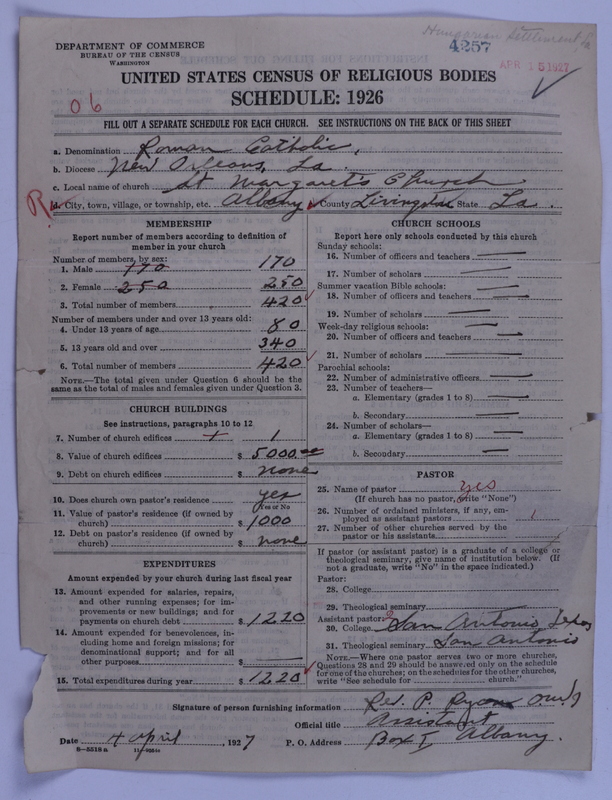 Hungarian Settlement, La
DEPARTMENT OF COMMERCE
BUREAU OF THE CENSUS
WASHINGTON
4257
APR 15 1927
UNITED STATES CENSUS OF RELIGIOUS BODIES
SCHEDULE: 1926
06
FILL OUT A SEPARATE SCHEDULE FOR EACH CHURCH. SEE INSTRUCTIONS ON THE BACK OF THIS SHEET
a. Denomination Roman Catholic,
b. Diocese New Orleans, La.
c. Local name of church St Margaret's Church
R
d. City, town, village, or township, etc. Albany County Livingston State La.
MEMBERSHIP
Report number of members according to definition of
member in your church
Number of members, by sex:
1. Male 170 170
2. Female 250 250
3. Total number of members 420
Number of members under and over 13 years old:
4. Under 13 years of age 80
5. 13 years old and over 340
6. Total number of members 420
NOTE.—The total given under Question 6 should be
the same as the total of males and females given under Question 3.
CHURCH BUILDINGS
See instructions, paragraphs 10 to 12
7. Number of church edifices 1 1
8. Value of church edifices $ 5000.00
9. Debt on church edifices $ none
10. Does church own pastor's residence yes
Yes or No
11. Value of pastor's residence (if owned by
church) $ 1000
12. Debt on pastor's residence (if owned by
church) $ none
EXPENDITURES
Amount expended by your church during last fiscal year
13. Amount expended for salaries, repairs,
and other running expenses; for im-
provements or new buildings; and for
payments on church debt $ 1220
14. Amount expended for benevolences, in-
cluding home and foreign missions; for
denominational support; and for all
other purposes $
15. Total expenditures during year $ 1220
CHURCH SCHOOLS
Report here only schools conducted by this church
Sunday schools:
16. Number of officers and teachers
17. Number of scholars
Summer vacation Bible schools:
18. Number of officers and teachers
19. Number of scholars
Week-day religious schools:
20. Number of officers and teachers
21. Number of scholars
Parochial schools:
22. Number of administrative officers
23. Number of teachers—
a. Elementary (grades 1 to 8)
b. Secondary
24. Number of scholars—
a. Elementary (grades 1 to 8)
b. Secondary
PASTOR
25. Name of pastor yes
(If church has no pastor, write "None")
26. Number of ordained ministers, if any, em-
ployed as assistant pastors 1
27. Number of other churches served by the
pastor or his assistants
If pastor (or assistant pastor) is a graduate of a college or
theological seminary, give name of institution below. (If
not a graduate, write "No" in the space indicated.)
Pastor:
28. College
29. Theological seminary
Assistant pastor:
30. College San Antonio Texas
31. Theological seminary San Antonio
NOTE.—Where one pastor serves two or more churches,
Questions 28 and 29 should be answered only on the schedule
for one of the churches; on the schedules for the other churches,
write "See schedule for church."
Signature of person furnishing information Rev. P. Ryan O.M.I
Official title Assistant
Date 4 April, 1927 P. O. Address Box I, Albany.
8—5516 a